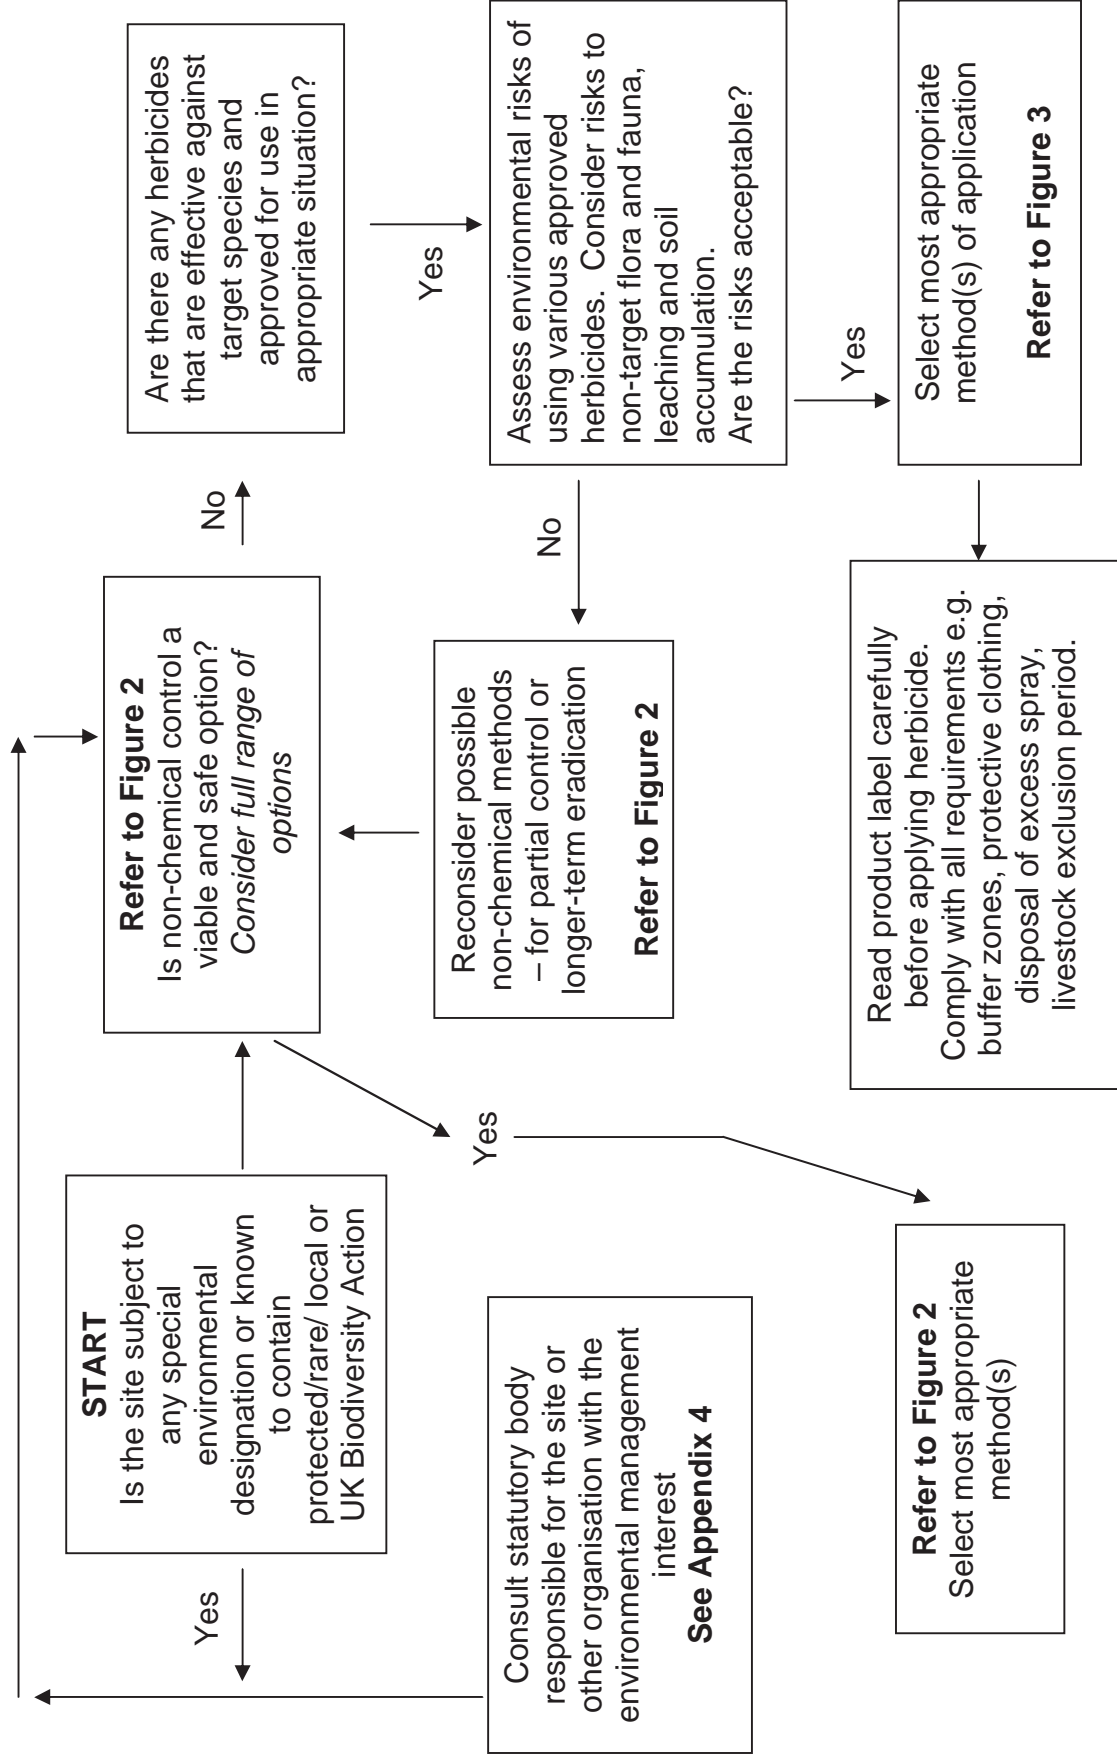 START
Is the site subject to
any special
environmental
designation or known
to contain
protected/rare/ local or
UK Biodiversity Action
Yes
Consult statutory body
responsible for the site or
other organisation with the
environmental management
interest
See Appendix 4
Refer to Figure 2
Is non-chemical control a
viable and safe option?
Consider full range of
options
Yes
Refer to Figure 2
Select most appropriate
method(s)
No
Are there any herbicides
that are effective against
target species and
approved for use in
appropriate situation?
Yes
Assess environmental risks of
using various approved
herbicides. Consider risks to
non-target flora and fauna,
leaching and soil
accumulation.
Are the risks acceptable?
No
Reconsider possible
non-chemical methods
– for partial control or
longer-term eradication
Refer to Figure 2
Yes
Select most appropriate
method(s) of application
Refer to Figure 3
Read product label carefully
before applying herbicide.
Comply with all requirements e.g.
buffer zones, protective clothing,
disposal of excess spray,
livestock exclusion period.